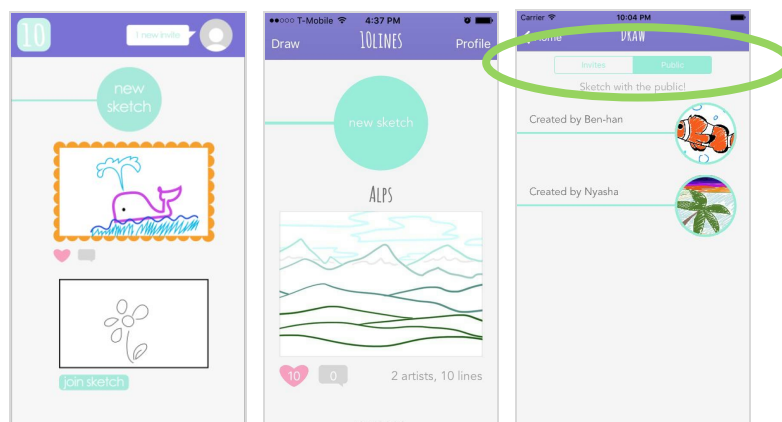 10
1 new invite
new
sketch
join sketch
T-Mobile 4:37 PM
Draw 10LINES Profile
new sketch
ALPS
10 0 2 artists, 10 lines
Carrier 10:04 PM
Home DRAW
Invites Public
Sketch with the public!
Created by Ben-han
Created by Nyasha